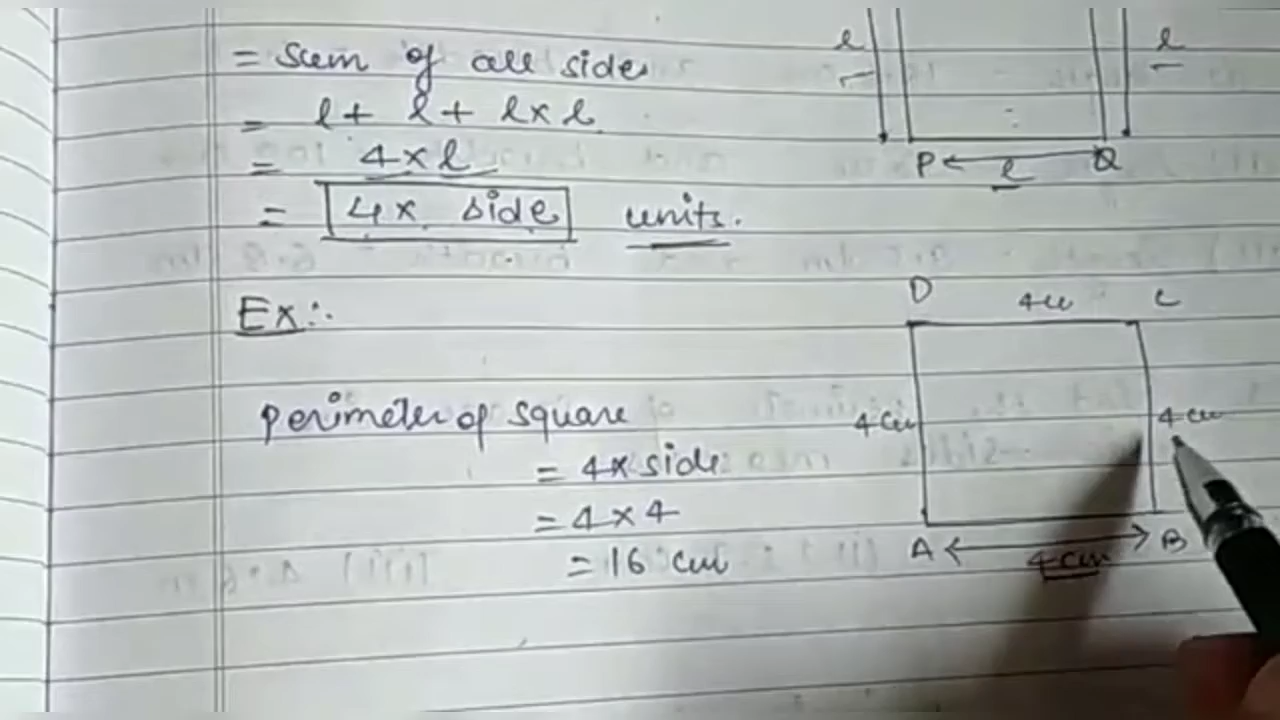 = Sum of all side
= l + l + l x l
= 4 x l
= 4 x side units.
l
l
P Q
l
Ex:.
D 4cm C
perimeter of square
4cm 4cm
= 4 x side
= 4 x 4
A B
4cm
= 16 cm